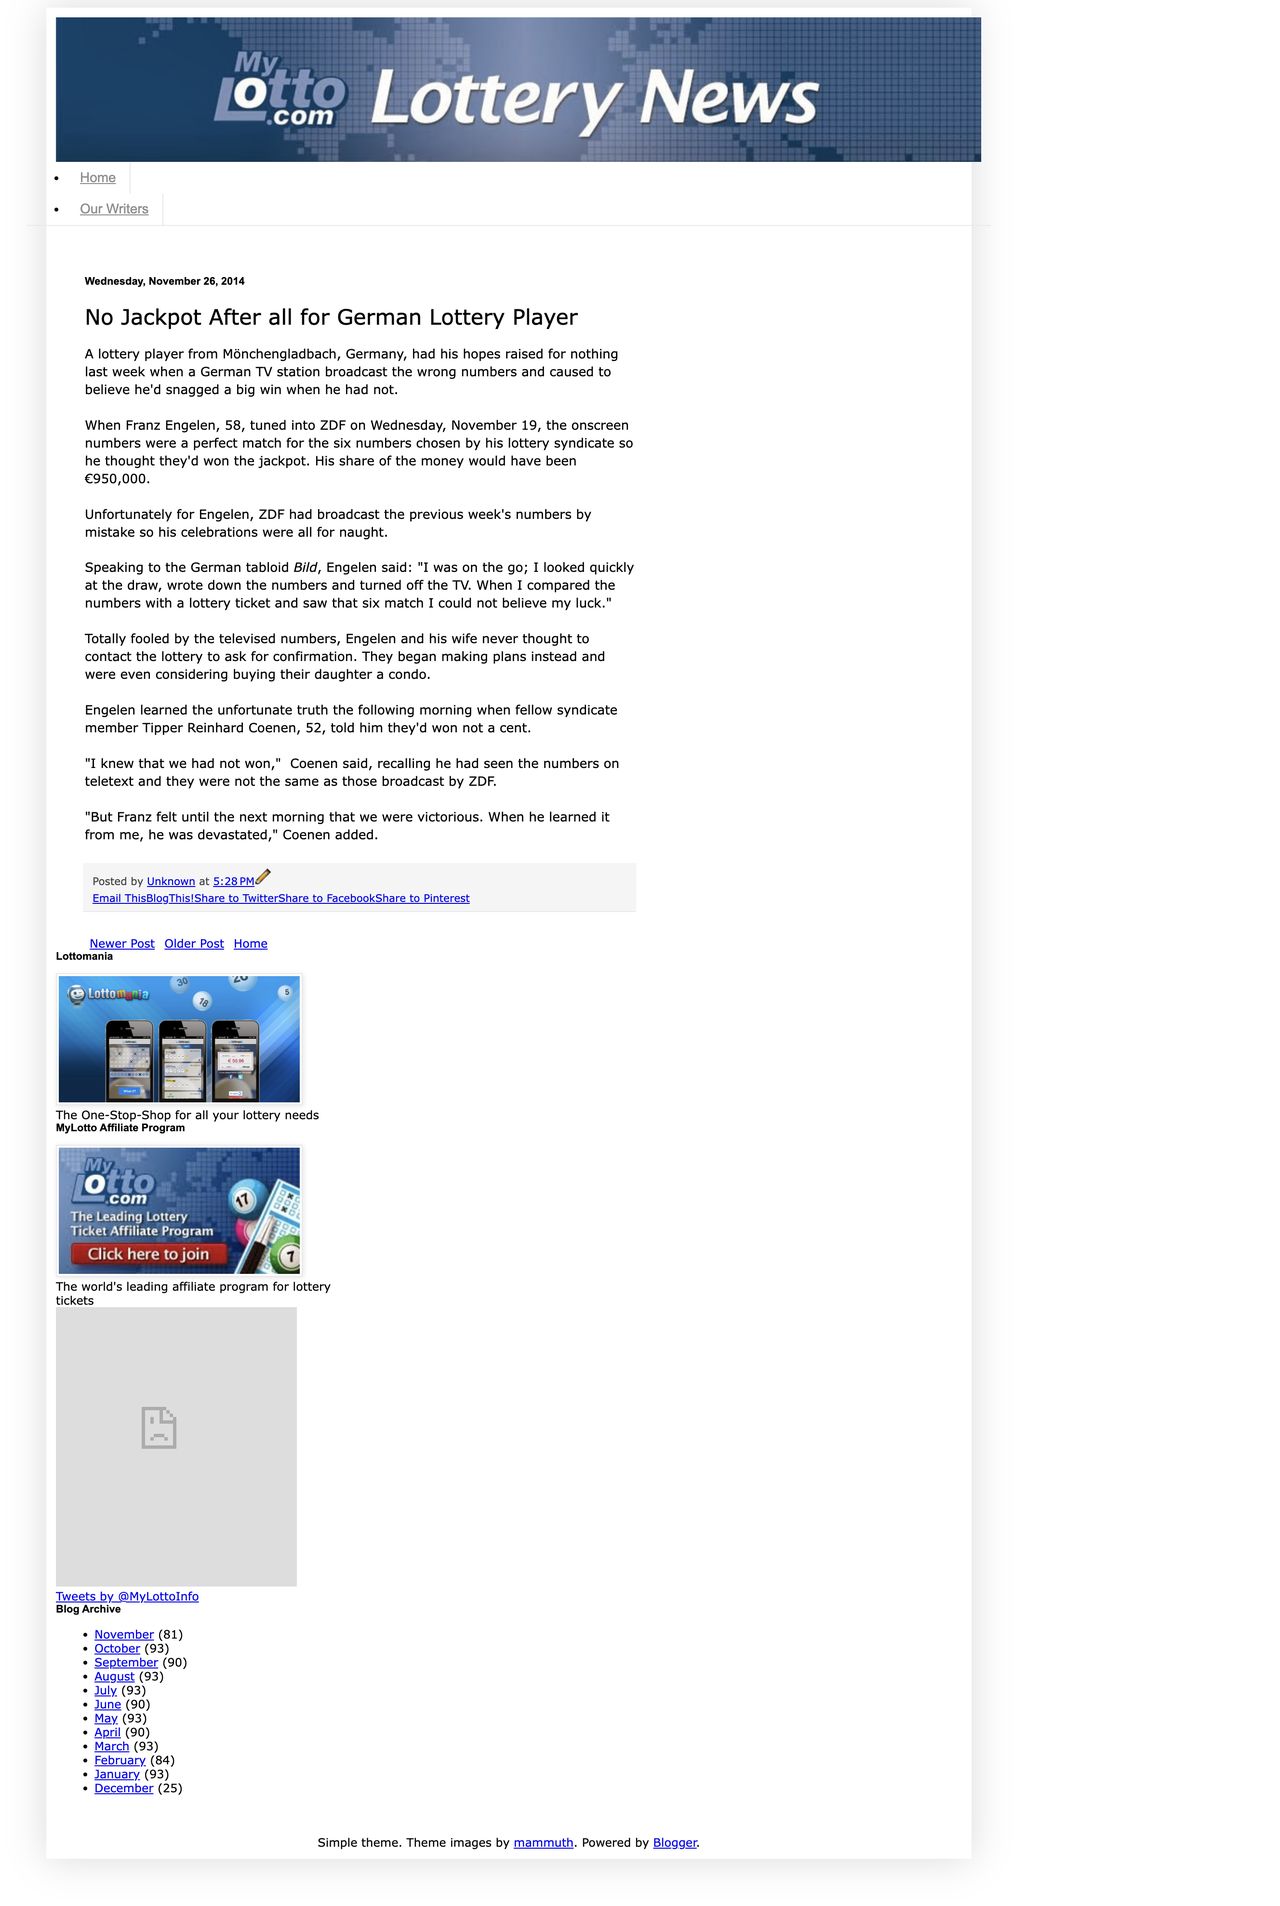 My Lotto .com Lottery News
Home
Our Writers
Wednesday, November 26, 2014
No Jackpot After all for German Lottery Player
A lottery player from Mönchengladbach, Germany, had his hopes raised for nothing
last week when a German TV station broadcast the wrong numbers and caused to
believe he'd snagged a big win when he had not.
When Franz Engelen, 58, tuned into ZDF on Wednesday, November 19, the onscreen
numbers were a perfect match for the six numbers chosen by his lottery syndicate so
he thought they'd won the jackpot. His share of the money would have been
€950,000.
Unfortunately for Engelen, ZDF had broadcast the previous week's numbers by
mistake so his celebrations were all for naught.
Speaking to the German tabloid Bild, Engelen said: "I was on the go; I looked quickly
at the draw, wrote down the numbers and turned off the TV. When I compared the
numbers with a lottery ticket and saw that six match I could not believe my luck."
Totally fooled by the televised numbers, Engelen and his wife never thought to
contact the lottery to ask for confirmation. They began making plans instead and
were even considering buying their daughter a condo.
Engelen learned the unfortunate truth the following morning when fellow syndicate
member Tipper Reinhard Coenen, 52, told him they'd won not a cent.
"I knew that we had not won,"  Coenen said, recalling he had seen the numbers on
teletext and they were not the same as those broadcast by ZDF.
"But Franz felt until the next morning that we were victorious. When he learned it
from me, he was devastated," Coenen added.
Posted by Unknown at 5:28 PM
Email ThisBlogThis!Share to TwitterShare to FacebookShare to Pinterest
Newer Post Older Post Home
Lottomania
Lottomania 30 18 5
The One-Stop-Shop for all your lottery needs
MyLotto Affiliate Program
My Lotto .com
The Leading Lottery
Ticket Affiliate Program
Click here to join
17
7
The world's leading affiliate program for lottery
tickets
Tweets by @MyLottoInfo
Blog Archive
November (81)
October (93)
September (90)
August (93)
July (93)
June (90)
May (93)
April (90)
March (93)
February (84)
January (93)
December (25)
Simple theme. Theme images by mammuth. Powered by Blogger.